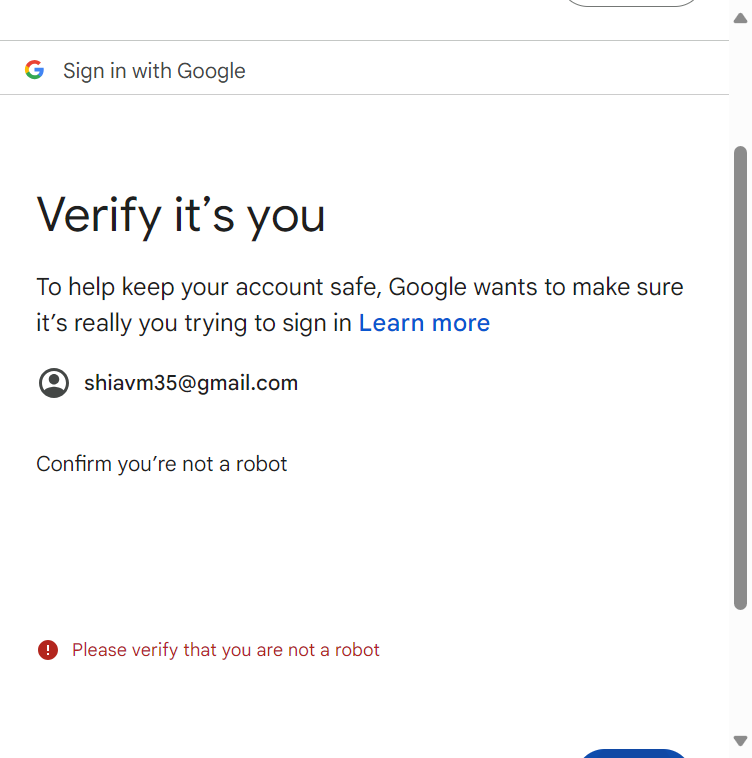 Sign in with Google
Verify it’s you
To help keep your account safe, Google wants to make sure
it’s really you trying to sign in Learn more
shiavm35@gmail.com
Confirm you’re not a robot
Please verify that you are not a robot